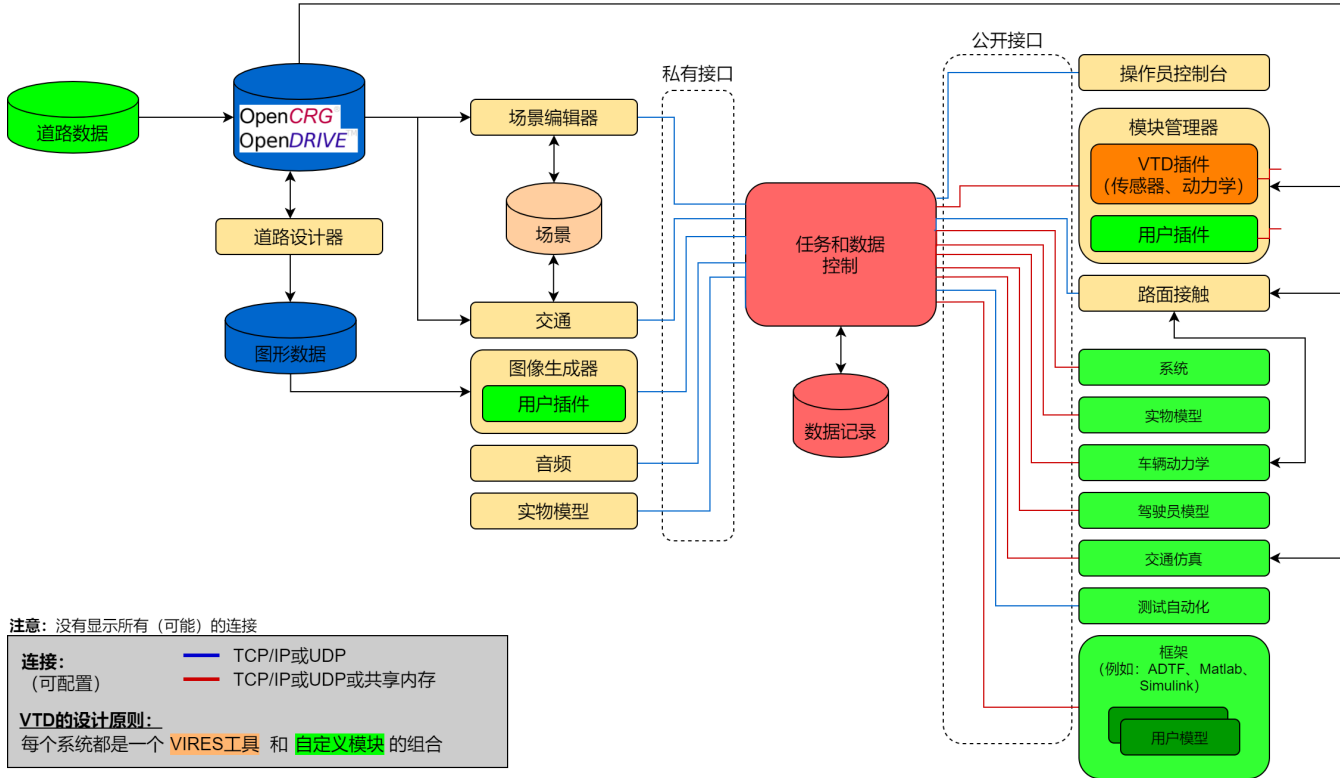 公开接口
私有接口
操作员控制台
道路数据
OpenCRG
OpenDRIVE
场景编辑器
模块管理器
VTD插件
(传感器、动力学)
用户插件
道路设计器
场景
任务和数据
控制
路面接触
交通
图形数据
图像生成器
用户插件
系统
数据记录
实物模型
音频
车辆动力学
实物模型
驾驶员模型
交通仿真
测试自动化
注意：没有显示所有（可能）的连接
连接：
（可配置）
TCP/IP或UDP
TCP/IP或UDP或共享内存
VTD的设计原则：
每个系统都是一个 VIRES工具 和 自定义模块 的组合
框架
(例如：ADTF、Matlab、
Simulink)
用户模型